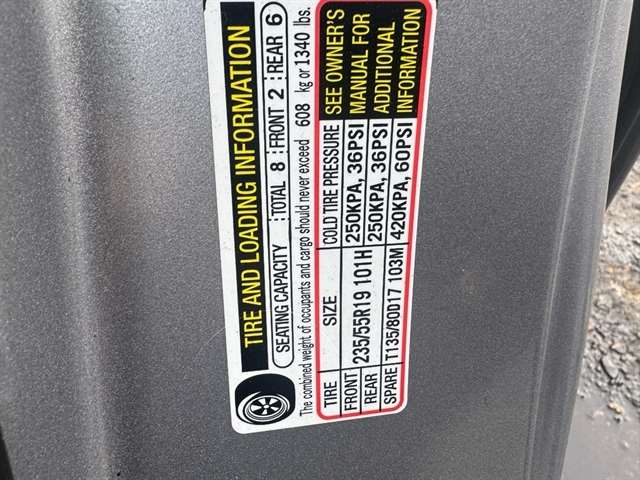 TIRE AND LOADING INFORMATION
SEATING CAPACITY TOTAL 8 FRONT 2 REAR 6
The combined weight of occupants and cargo should never exceed 608 kg or 1340 lbs.
TIRE SIZE COLD TIRE PRESSURE
FRONT 235/55R19 101H 250KPA, 36PSI
REAR 250KPA, 36PSI
SPARE T135/80D17 103M 420KPA, 60PSI
SEE OWNER'S
MANUAL FOR
ADDITIONAL
INFORMATION